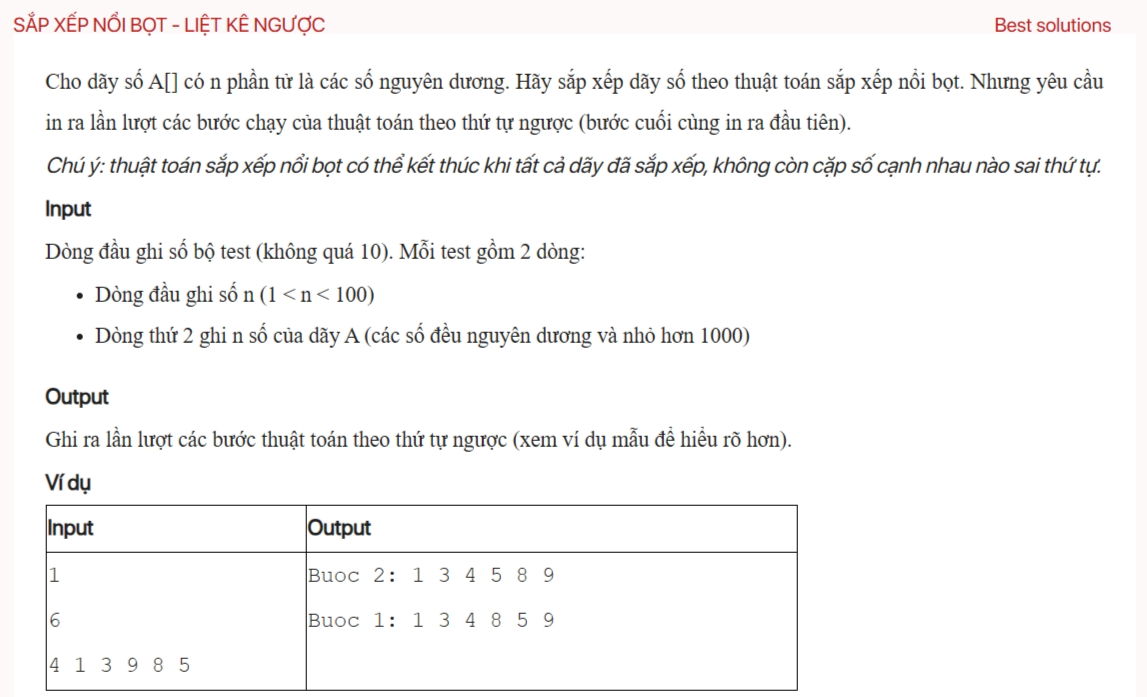 SẮP XẾP NỔI BỌT - LIỆT KÊ NGƯỢC
Best solutions
Cho dãy số A[] có n phần tử là các số nguyên dương. Hãy sắp xếp dãy số theo thuật toán sắp xếp nổi bọt. Nhưng yêu cầu
in ra lần lượt các bước chạy của thuật toán theo thứ tự ngược (bước cuối cùng in ra đầu tiên).
Chú ý: thuật toán sắp xếp nổi bọt có thể kết thúc khi tất cả dãy đã sắp xếp, không còn cặp số cạnh nhau nào sai thứ tự.
Input
Dòng đầu ghi số bộ test (không quá 10). Mỗi test gồm 2 dòng:
• Dòng đầu ghi số n (1 < n < 100)
• Dòng thứ 2 ghi n số của dãy A (các số đều nguyên dương và nhỏ hơn 1000)
Output
Ghi ra lần lượt các bước thuật toán theo thứ tự ngược (xem ví dụ mẫu để hiểu rõ hơn).
Ví dụ
Input
Output
1
6
4 1 3 9 8 5
Buoc 2: 1 3 4 5 8 9
Buoc 1: 1 3 4 8 5 9